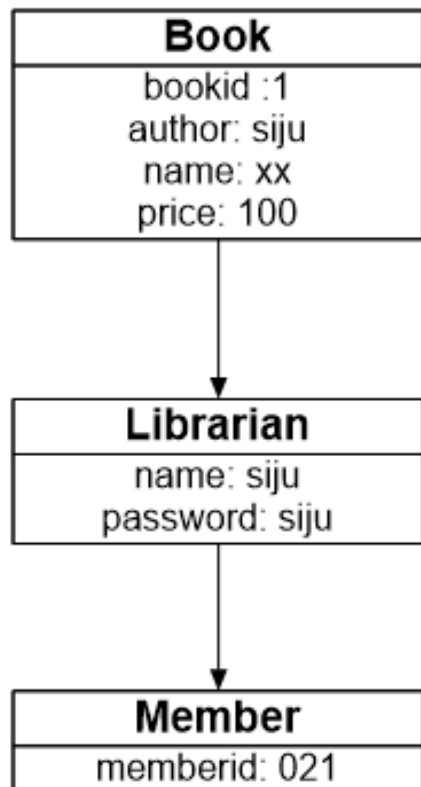 Book
bookid :1
author: siju
name: xx
price: 100
Librarian
name: siju
password: siju
Member
memberid: 021